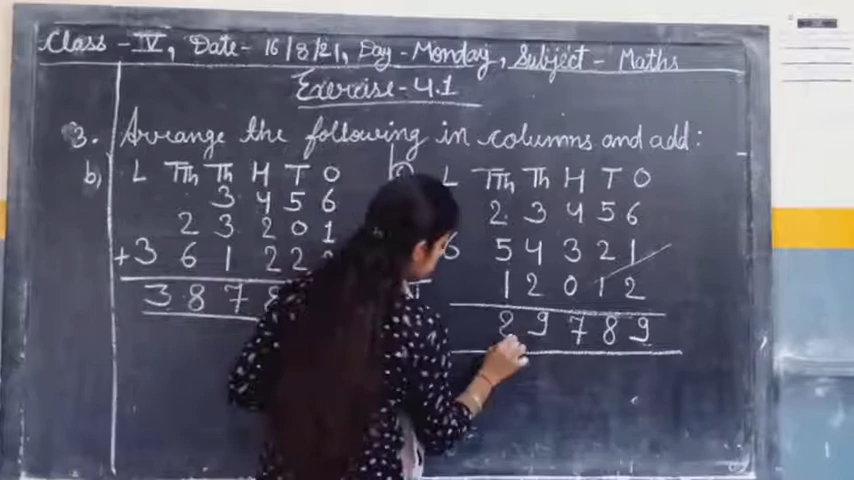 Class - IV, Date - 16/8/21, Day - Monday, Subject - Maths
Exercise - 4.1
3. Arrange the following in columns and add:
b) L TTh Th H T O
3 4 5 6
2 3 2 0 1
+ 3 6 1 2 2
3 8 7 8
L TTh Th H T O
2 3 4 5 6
6 5 4 3 2 1
1 2 0 1 2
8 9 7 8 9